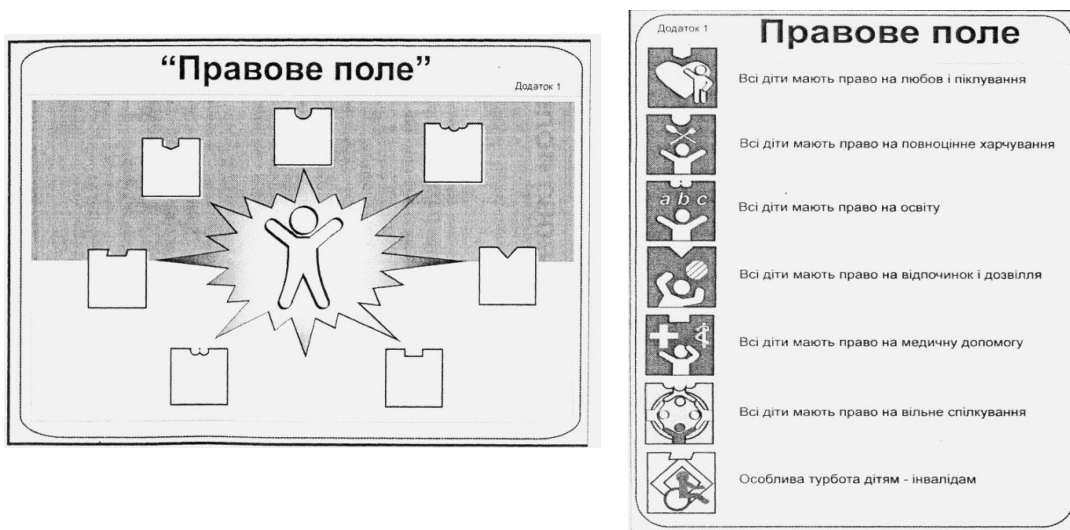 “Правове поле”
Додаток 1
Додаток 1
Правове поле
Всі діти мають право на любов і піклування
Всі діти мають право на повноцінне харчування
a b c
Всі діти мають право на освіту
Всі діти мають право на відпочинок і дозвілля
Всі діти мають право на медичну допомогу
Всі діти мають право на вільне спілкування
Особлива турбота дітям - інвалідам